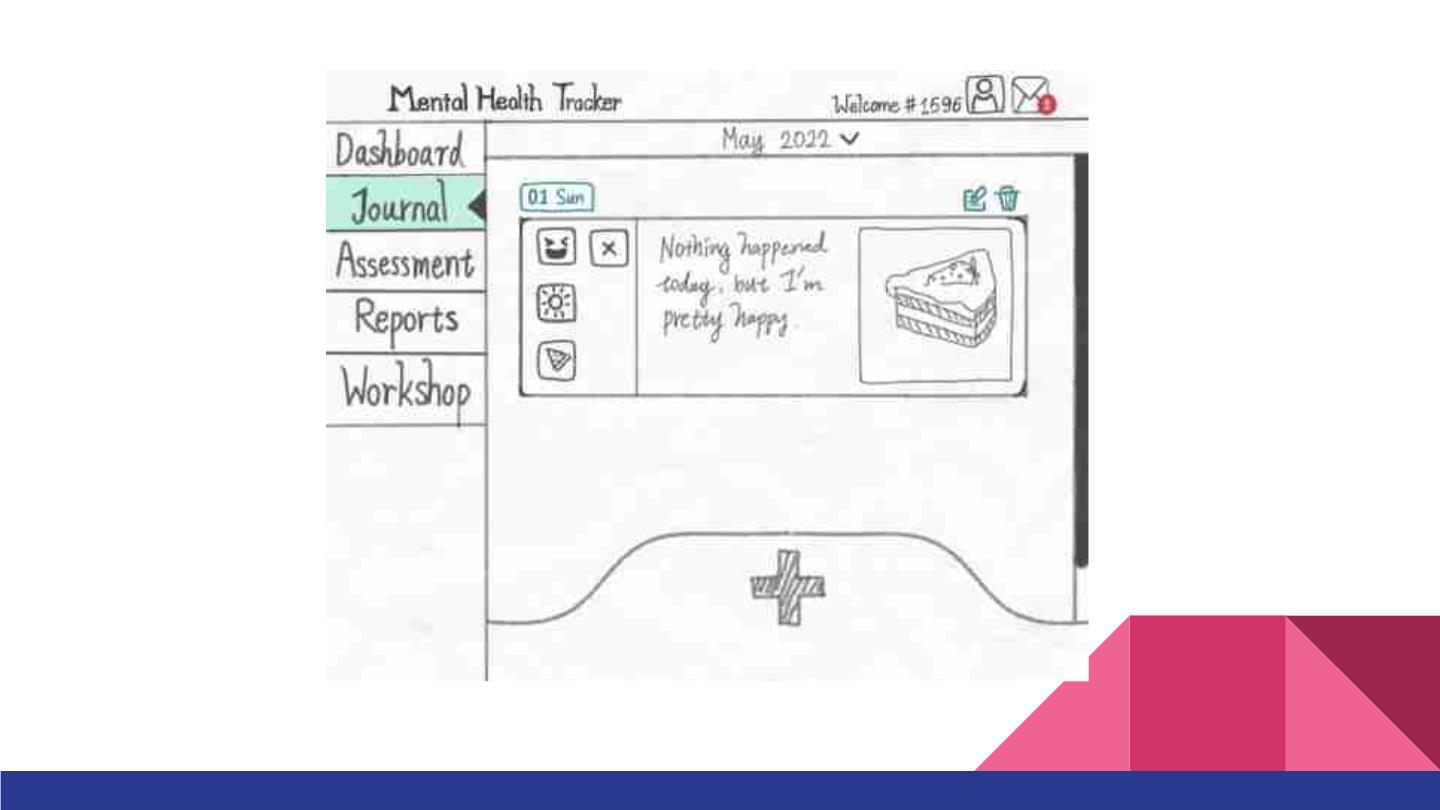 Mental Health Tracker
Welcome #1596
1
May 2022
Dashboard
Journal
Assessment
Reports
Workshop
01 Sun
Nothing happened
today, but I'm
pretty happy.